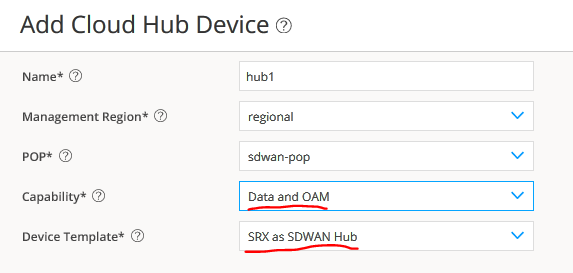 Add Cloud Hub Device ?
Name* ? hub1
Management Region* ? regional
POP* ? sdwan-pop
Capability* ? Data and OAM
Device Template* ? SRX as SDWAN Hub